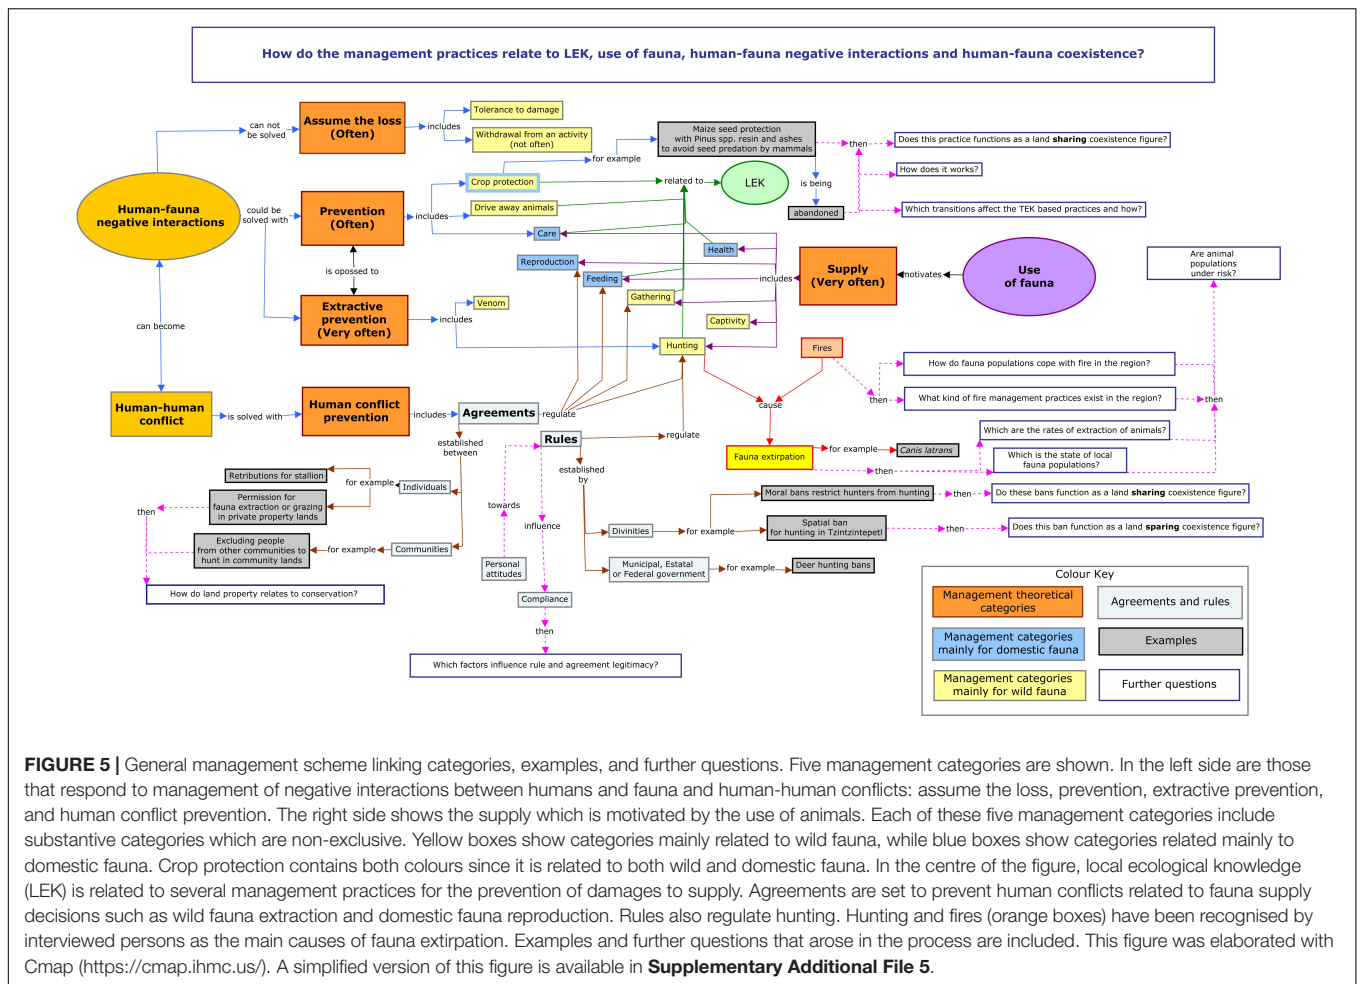 How do the management practices relate to LEK, use of fauna, human-fauna negative interactions and human-fauna coexistence?
Assume the loss
(Often)
can not
be solved
includes
Tolerance to damage
Withdrawal from an activity
(not often)
for example
Maize seed protection
with Pinus spp. resin and ashes
to avoid seed predation by mammals
then
Does this practice functions as a land sharing coexistence figure?
How does it works?
Which transitions affect the TEK based practices and how?
is being
abandoned
Human-fauna
negative interactions
could be
solved with
Prevention
(Often)
includes
Crop protection
Drive away animals
Care
related to
LEK
Health
Reproduction
Feeding
Gathering
Captivity
Hunting
includes
Supply
(Very often)
motivates
Use
of fauna
Are animal
populations
under risk?
is opossed to
Extractive
prevention
(Very often)
includes
Venom
can become
Fires
How do fauna populations cope with fire in the region?
then
What kind of fire management practices exist in the region?
then
cause
Human-human
conflict
is solved with
Human conflict
prevention
includes
Agreements
regulate
Rules
regulate
Which are the rates of extraction of animals?
Which is the state of local
fauna populations?
Fauna extirpation
for example
Canis latrans
then
established
between
Retributions for stallion
for example
Individuals
Permission for
fauna extraction or grazing
in private property lands
then
Excluding people
from other communities to
hunt in community lands
for example
Communities
How do land property relates to conservation?
established
by
towards
influence
Personal
attitudes
Compliance
then
Which factors influence rule and agreement legitimacy?
Divinities
for example
Moral bans restrict hunters from hunting
then
Do these bans function as a land sharing coexistence figure?
Spatial ban
for hunting in Tzintzintepetl
then
Does this ban function as a land sparing coexistence figure?
Municipal, Estatal
or Federal government
for example
Deer hunting bans
Colour Key
Management theoretical
categories
Agreements and rules
Management categories
mainly for domestic fauna
Examples
Management categories
mainly for wild fauna
Further questions
FIGURE 5 | General management scheme linking categories, examples, and further questions. Five management categories are shown. In the left side are those
that respond to management of negative interactions between humans and fauna and human-human conflicts: assume the loss, prevention, extractive prevention,
and human conflict prevention. The right side shows the supply which is motivated by the use of animals. Each of these five management categories include
substantive categories which are non-exclusive. Yellow boxes show categories mainly related to wild fauna, while blue boxes show categories related mainly to
domestic fauna. Crop protection contains both colours since it is related to both wild and domestic fauna. In the centre of the figure, local ecological knowledge
(LEK) is related to several management practices for the prevention of damages to supply. Agreements are set to prevent human conflicts related to fauna supply
decisions such as wild fauna extraction and domestic fauna reproduction. Rules also regulate hunting. Hunting and fires (orange boxes) have been recognised by
interviewed persons as the main causes of fauna extirpation. Examples and further questions that arose in the process are included. This figure was elaborated with
Cmap (https://cmap.ihmc.us/). A simplified version of this figure is available in Supplementary Additional File 5.